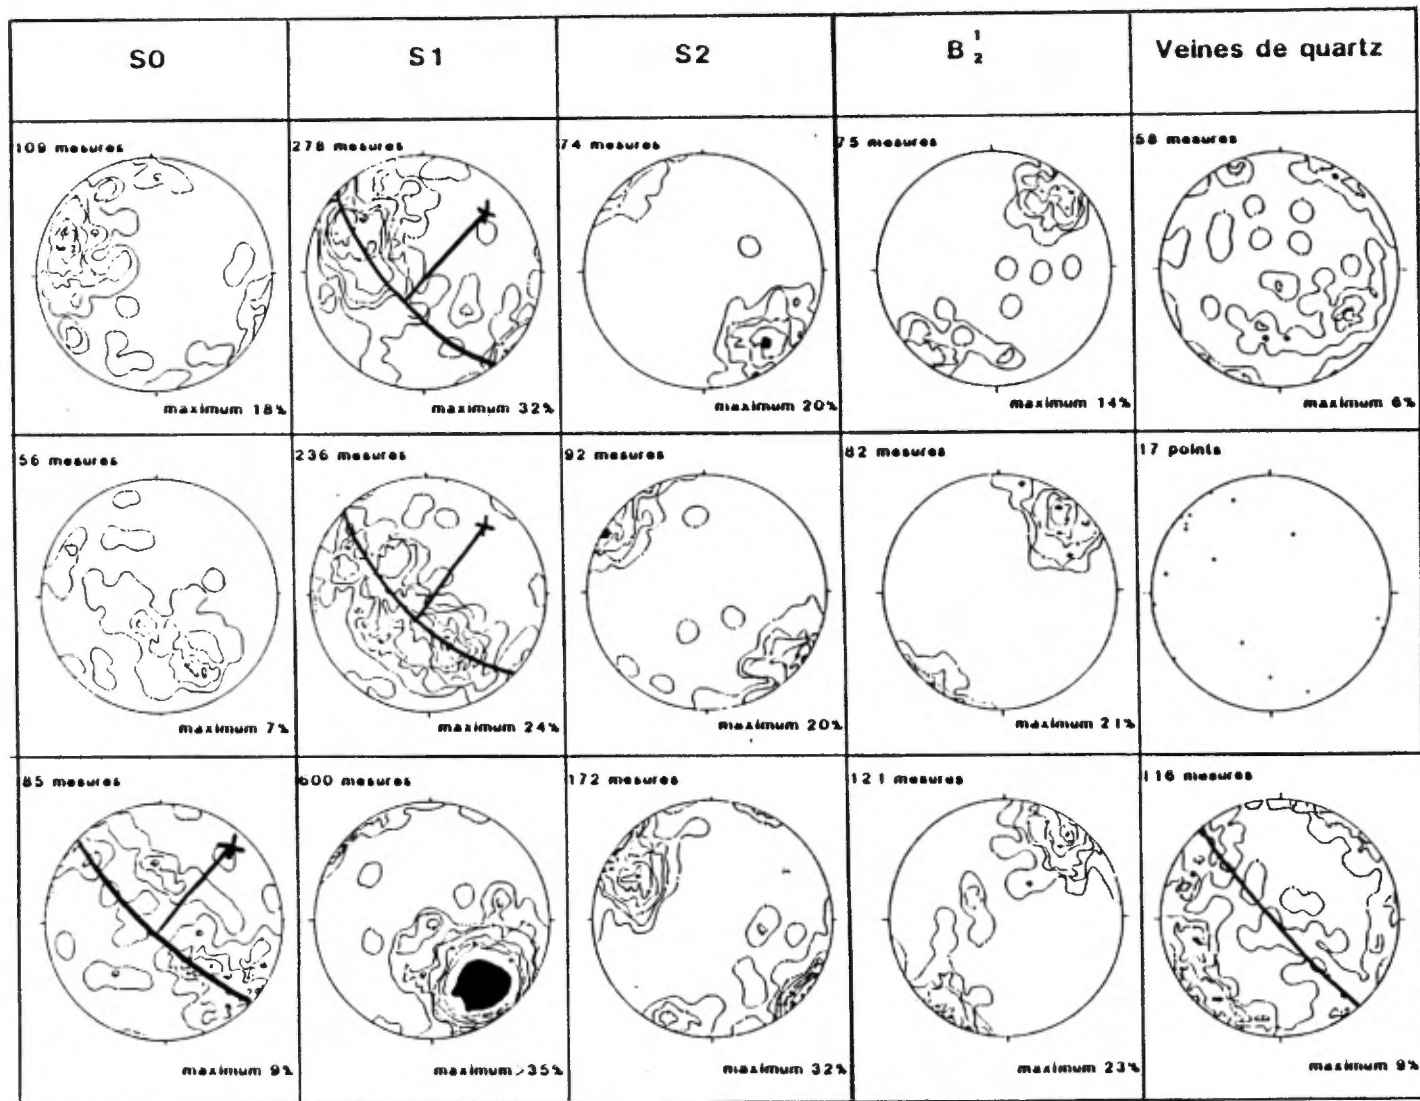 S0 S1 S2 B 1 2 Veines de quartz
109 mesures 278 mesures 74 mesures 75 mesures 58 mesures
maximum 18% maximum 32% maximum 20% maximum 14% maximum 6%
56 mesures 236 mesures 92 mesures 82 mesures 17 points
maximum 7% maximum 24% maximum 20% maximum 21%
85 mesures 600 mesures 172 mesures 121 mesures 116 mesures
maximum 9% maximum >35% maximum 32% maximum 23% maximum 9%